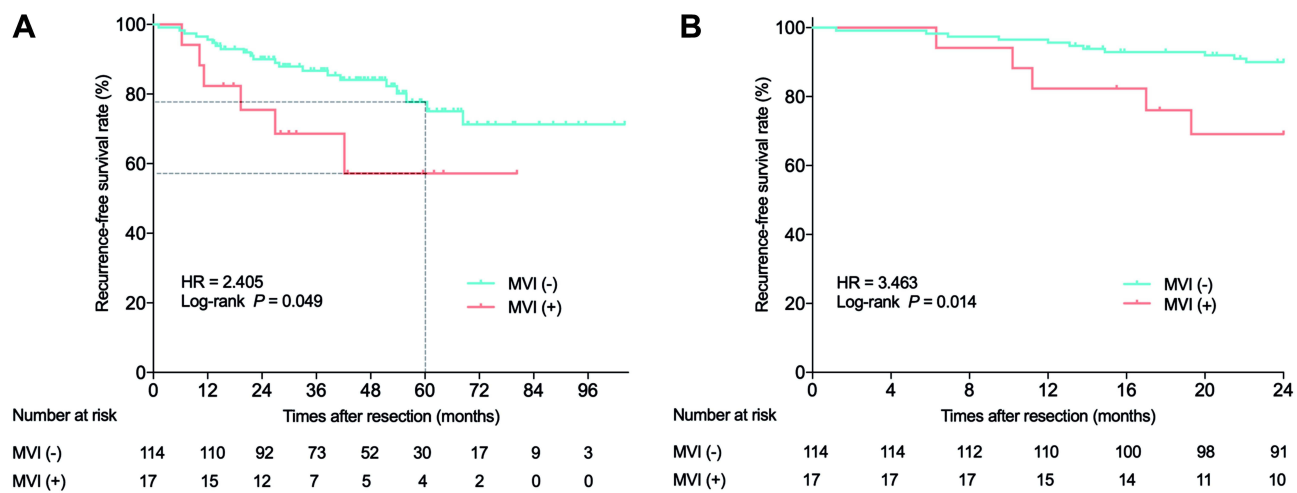 A
Recurrence-free survival rate (%)
100
80
60
40
20
0
HR = 2.405
Log-rank P = 0.049
MVI (-)
MVI (+)
0 12 24 36 48 60 72 84 96
Number at risk
Times after resection (months)
MVI (-) 114 110 92 73 52 30 17 9 3
MVI (+) 17 15 12 7 5 4 2 0 0
B
Recurrence-free survival rate (%)
100
80
60
40
20
0
HR = 3.463
Log-rank P = 0.014
MVI (-)
MVI (+)
0 4 8 12 16 20 24
Number at risk
Times after resection (months)
MVI (-) 114 114 112 110 100 98 91
MVI (+) 17 17 17 15 14 11 10